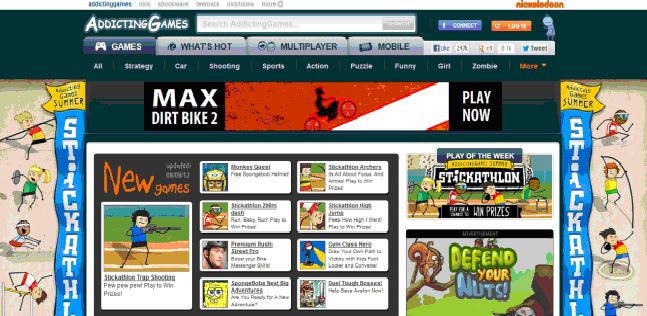 addictinggames nick shockwave teennick nicktoons more
nickelodeon
AddictingGames
Search AddictingGames...
CONNECT
LOG IN
GAMES
WHAT'S HOT
MULTIPLAYER
MOBILE
Like 247k
8.1k
Tweet
All Strategy Car Shooting Sports Action Puzzle Funny Girl Zombie More
Addicting Games SUMMER
STICKATHL
MAX
DIRT BIKE 2
PLAY
NOW
Addicting Games SUMMER
STICKATHL
New
games
updated:
08/09/12
Stickathlon Trap Shooting
Pew pew pew! Play to Win
Prizes!
Monkey Quest
Free Spongebob Helmet!
Stickathlon 200m
dash
Run, Baby, Run! Play to
Win Prizes!
Premium Rush:
Street Pro
Boost your Bike
Messenger Skills!
SpongeBobs Next Big
Adventures
Are You Ready for A New
Adventure?
Stickathlon Archery
Its All About Focus. And
Arrows! Play to Win
Prizes!
Stickathlon High
Jump
Peep How High I Went!
Play to Win Prizes!
Gym Class Hero
Draw Your Own Path to
Victory with Kids Foot
Locker and Converse!
Duel Tough Bosses!
Help Save Avalon Now!
PLAY OF THE WEEK
ADDICTINGGAMES SUMMER
STICKATHLON
PLAY FOR A
CHANCE TO WIN PRIZES
ADVERTISEMENT
DEFEND
YOUR
NUTS!